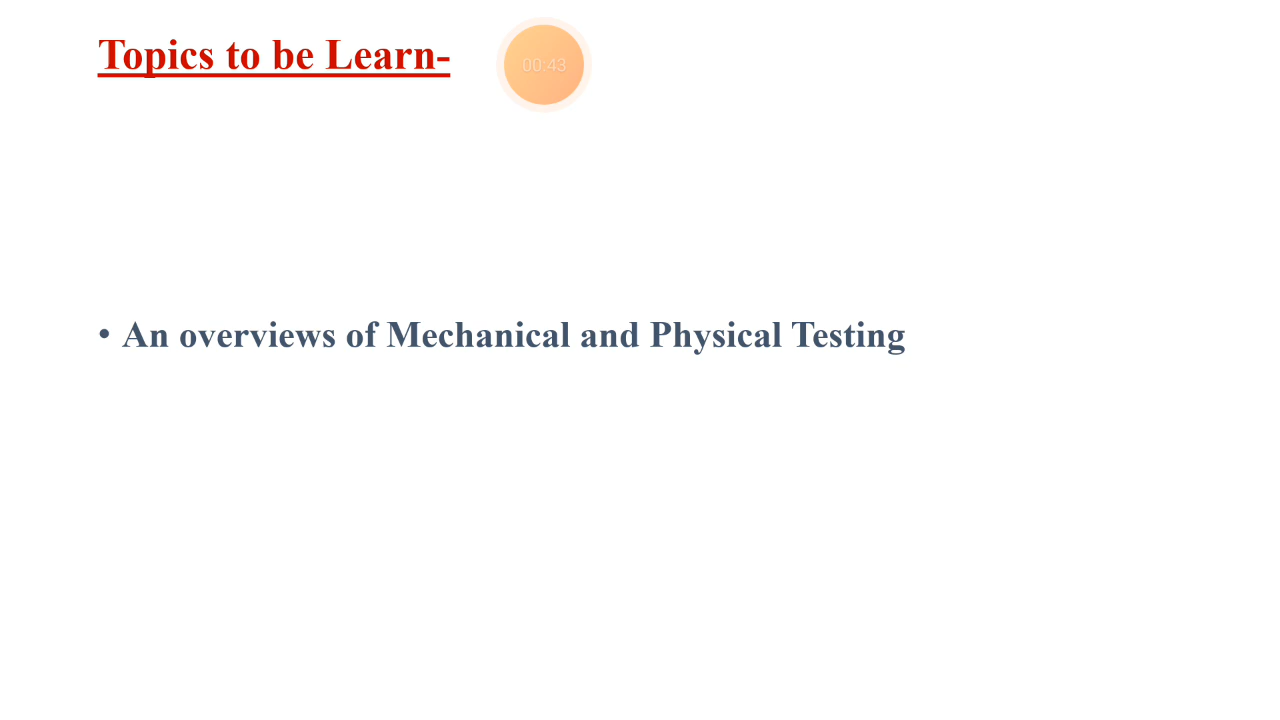 Topics to be Learn-
00:43
• An overviews of Mechanical and Physical Testing